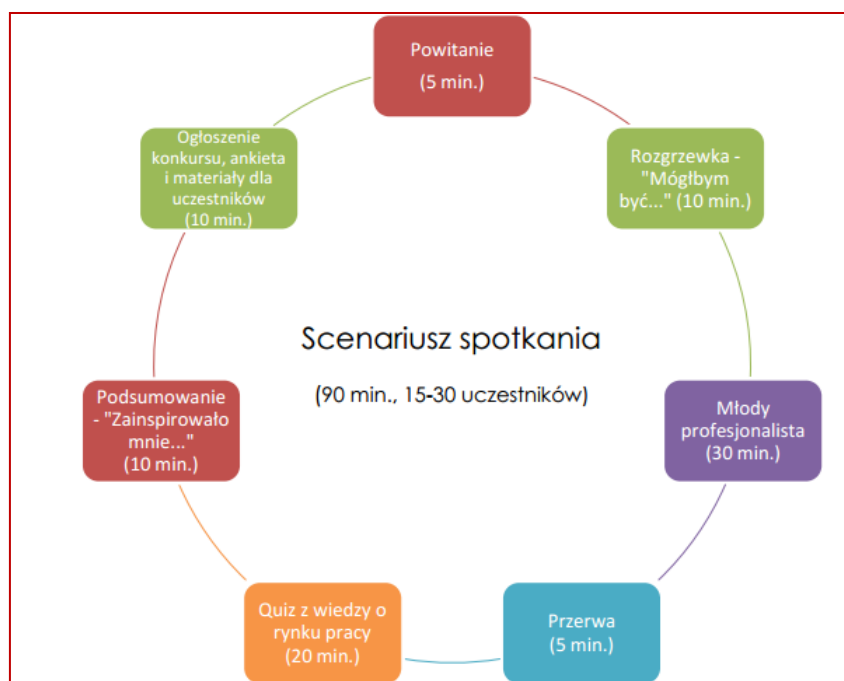 Powitanie
(5 min.)
Rozgrzewka -
"Mógłbym
być..." (10 min.)
Młody
profesjonalista
(30 min.)
Przerwa
(5 min.)
Quiz z wiedzy o
rynku pracy
(20 min.)
Podsumowanie
- "Zainspirowało
mnie..."
(10 min.)
Ogłoszenie
konkursu, ankieta
i materiały dla
uczestników
(10 min.)
Scenariusz spotkania
(90 min., 15-30 uczestników)